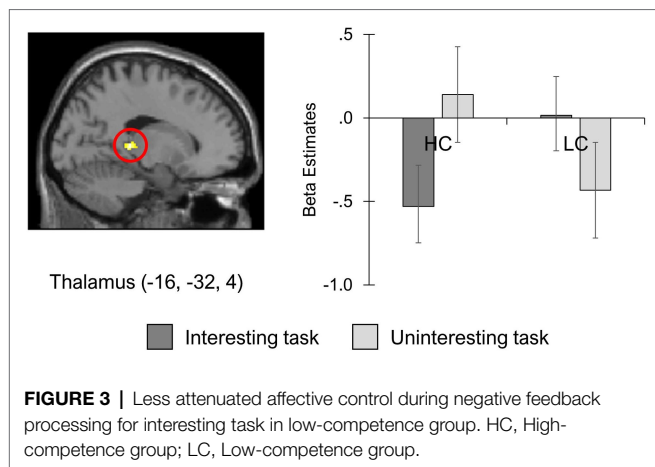 .5
.0
-.5
-1.0
Beta Estimates
HC
LC
Thalamus (-16, -32, 4)
Interesting task
Uninteresting task
FIGURE 3 | Less attenuated affective control during negative feedback
processing for interesting task in low-competence group. HC, High-
competence group; LC, Low-competence group.